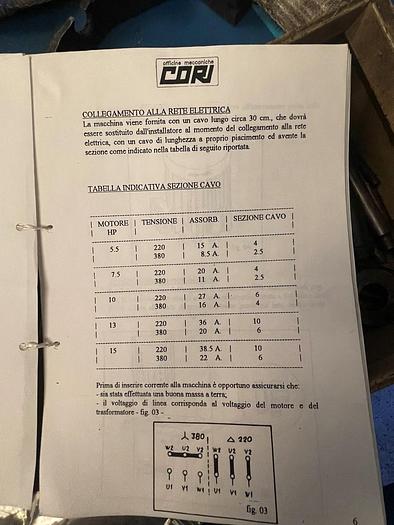 officine meccaniche
CORI
COLLEGAMENTO ALLA RETE ELETTRICA
La macchina viene fornita con un cavo lungo circa 30 cm., che dovrà
essere sostituito dall'installatore al momento del collegamento alla rete
elettrica, con un cavo di lunghezza a proprio piacimento ed avente la
sezione come indicato nella tabella di seguito riportata.
TABELLA INDICATIVA SEZIONE CAVO
| MOTORE | TENSIONE | ASSORB. | SEZIONE CAVO |
HP
| 5.5 | 220 | 15 A. | 4 |
380 8.5 A. 2.5
| 7.5 | 220 | 20 A. | 4 |
380 11 A. 2.5
| 10 | 220 | 27 A. | 6 |
380 16 A. 4
| 13 | 220 | 36 A. | 10 |
380 20 A. 6
| 15 | 220 | 38.5 A. | 10 |
380 22 A. 6
Prima di inserire corrente alla macchina è opportuno assicurarsi che:
- sia stata effettuata una buona massa a terra;
- il voltaggio di linea corrisponda al voltaggio del motore e del
trasformatore - fig. 03 -
380 △ 220
W2 U2 V2 W2 U2 V2
U1 V1 W1 U1 V1 W1
fig. 03
6